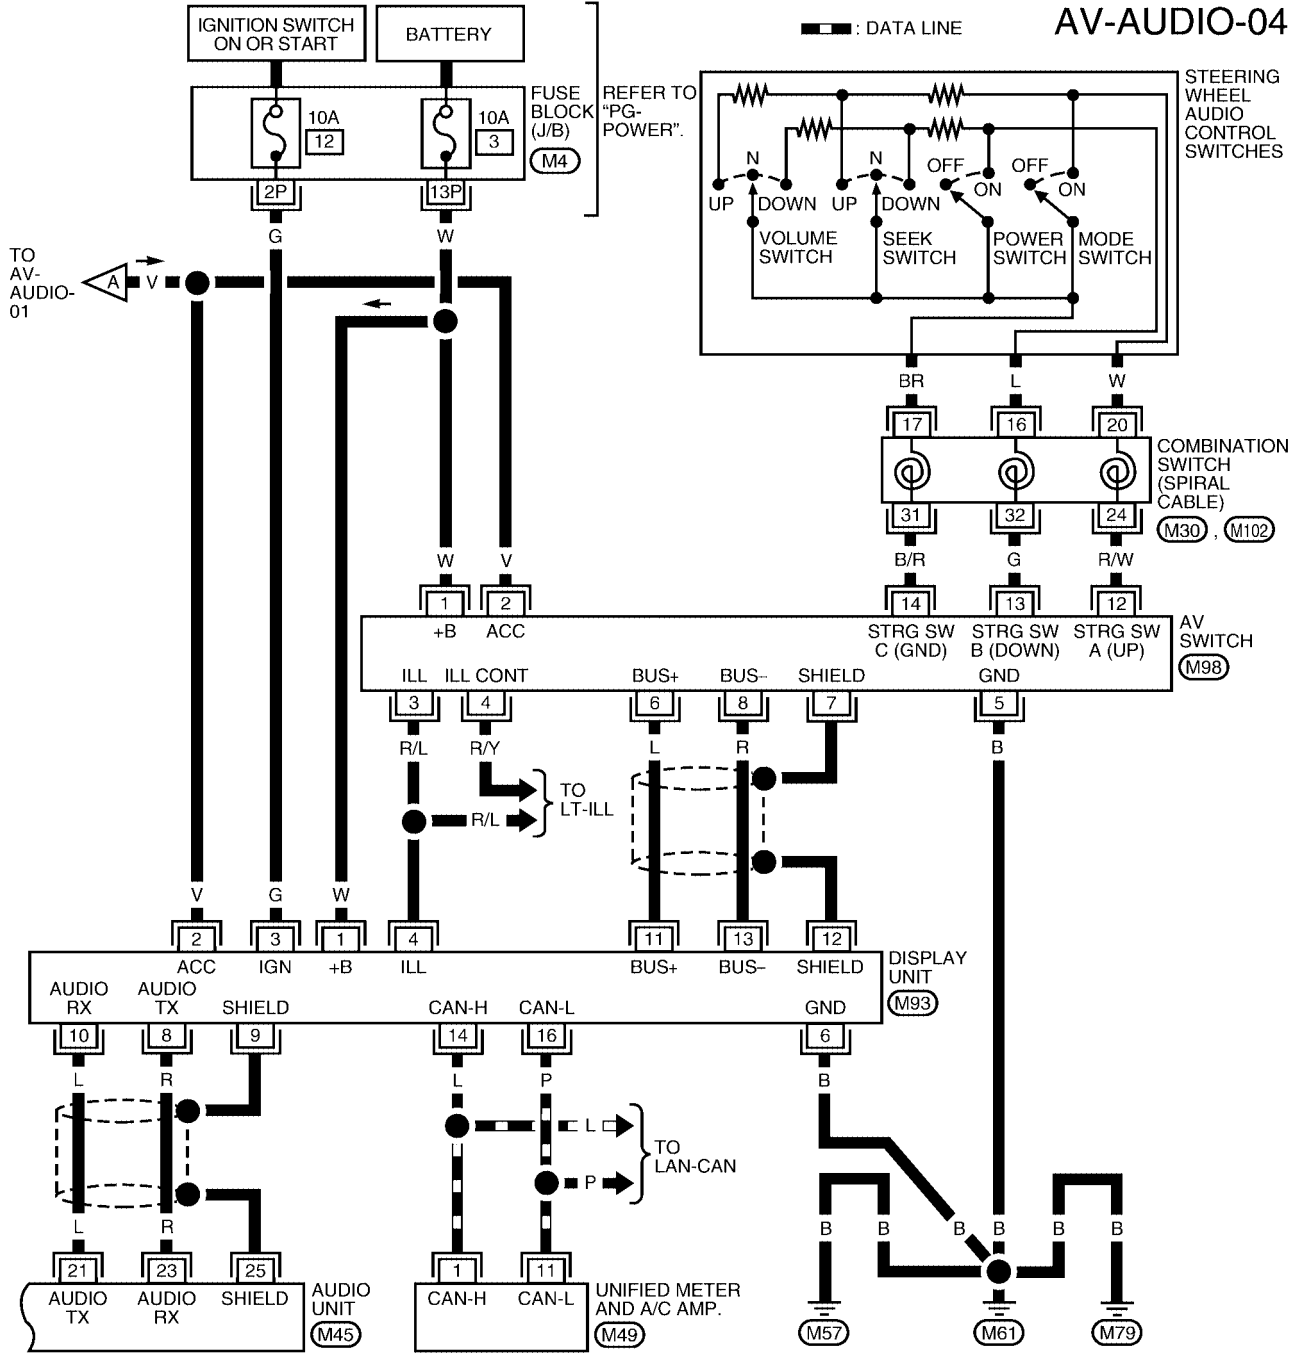 AV-AUDIO-04
: DATA LINE
IGNITION SWITCH
ON OR START
BATTERY
10A
12
10A
3
FUSE
BLOCK
(J/B)
M4
REFER TO
“PG-
POWER”.
2P
13P
G
W
TO
AV-
AUDIO-
01
A
V
STEERING
WHEEL
AUDIO
CONTROL
SWITCHES
UP
N
DOWN
UP
N
DOWN
OFF
ON
OFF
ON
VOLUME
SWITCH
SEEK
SWITCH
POWER
SWITCH
MODE
SWITCH
BR
L
W
17
16
20
COMBINATION
SWITCH
(SPIRAL
CABLE)
M30 , M102
31
32
24
B/R
G
R/W
W
V
1
2
14
13
12
+B
ACC
STRG SW
C (GND)
STRG SW
B (DOWN)
STRG SW
A (UP)
AV
SWITCH
M98
ILL
ILL CONT
BUS+
BUS–
SHIELD
GND
3
4
6
8
7
5
R/L
R/Y
L
R
B
TO
LT-ILL
R/L
V
G
W
2
3
1
4
11
13
12
ACC
IGN
+B
ILL
BUS+
BUS–
SHIELD
DISPLAY
UNIT
M93
AUDIO
RX
AUDIO
TX
SHIELD
CAN-H
CAN-L
GND
10
8
9
14
16
6
L
R
L
P
B
L
P
TO
LAN-CAN
L
R
B
B
B
B
B
B
21
23
25
1
11
AUDIO
TX
AUDIO
RX
SHIELD
AUDIO
UNIT
M45
CAN-H
CAN-L
UNIFIED METER
AND A/C AMP.
M49
M57
M61
M79